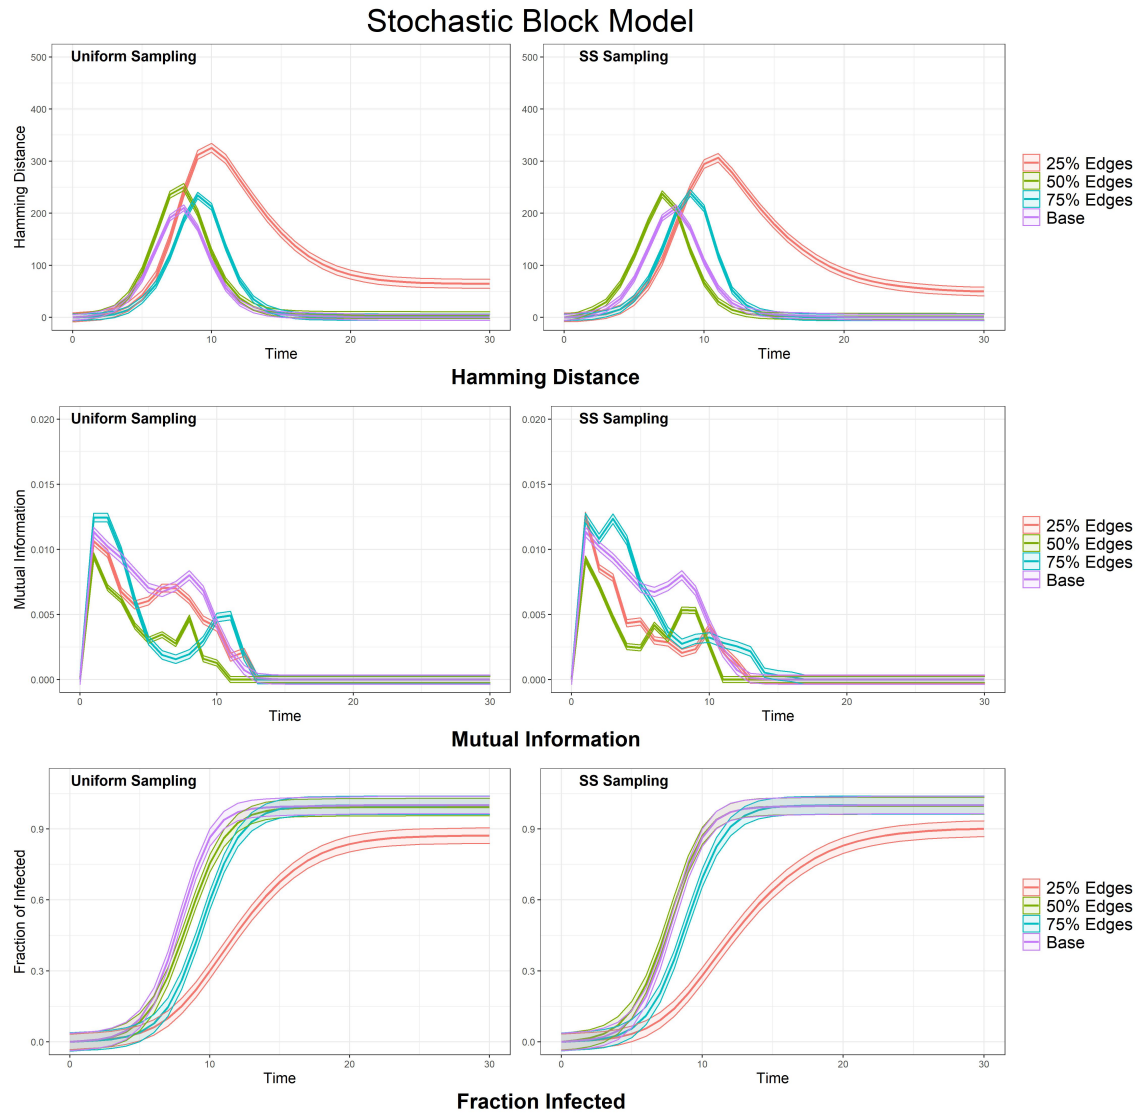 Stochastic Block Model
Uniform Sampling
500
400
300
200
100
0
Hamming Distance
0
10
20
30
Time
SS Sampling
500
400
300
200
100
0
0
10
20
30
Time
25% Edges
50% Edges
75% Edges
Base
Hamming Distance
Uniform Sampling
0.020
0.015
0.010
0.005
0.000
Mutual Information
0
10
20
30
Time
SS Sampling
0.020
0.015
0.010
0.005
0.000
0
10
20
30
Time
25% Edges
50% Edges
75% Edges
Base
Mutual Information
Uniform Sampling
0.9
0.6
0.3
0.0
Fraction of Infected
0
10
20
30
Time
SS Sampling
0.9
0.6
0.3
0.0
0
10
20
30
Time
25% Edges
50% Edges
75% Edges
Base
Fraction Infected